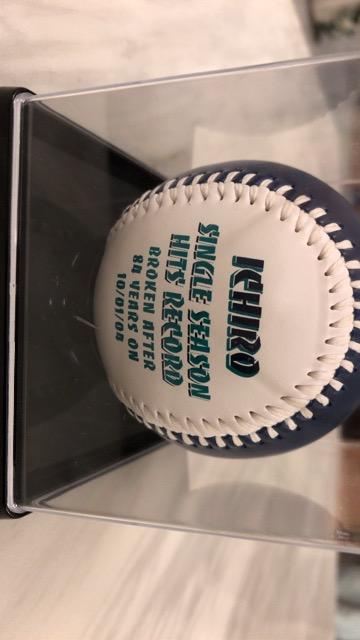 ICHIRO
SINGLE SEASON
HITS RECORD
BROKEN AFTER
84 YEARS ON
10/01/04